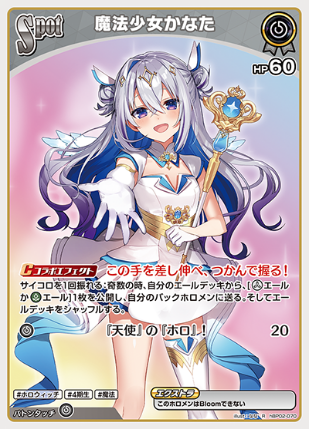 Spot
魔法少女かなた
HP60
コラボエフェクト この手を差し伸べ、つかんで握る!
サイコロを1回振れる:奇数の時、自分のエールデッキから、[エール
かエール]1枚を公開し、自分のバックホロメンに送る。そしてエー
ルデッキをシャッフルする。
『天使』の『ホロ』! 20
#ホロウィッチ #4期生 #魔法
エクストラ
このホロメンはBloomできない
バトンタッチ
R hBP02-070